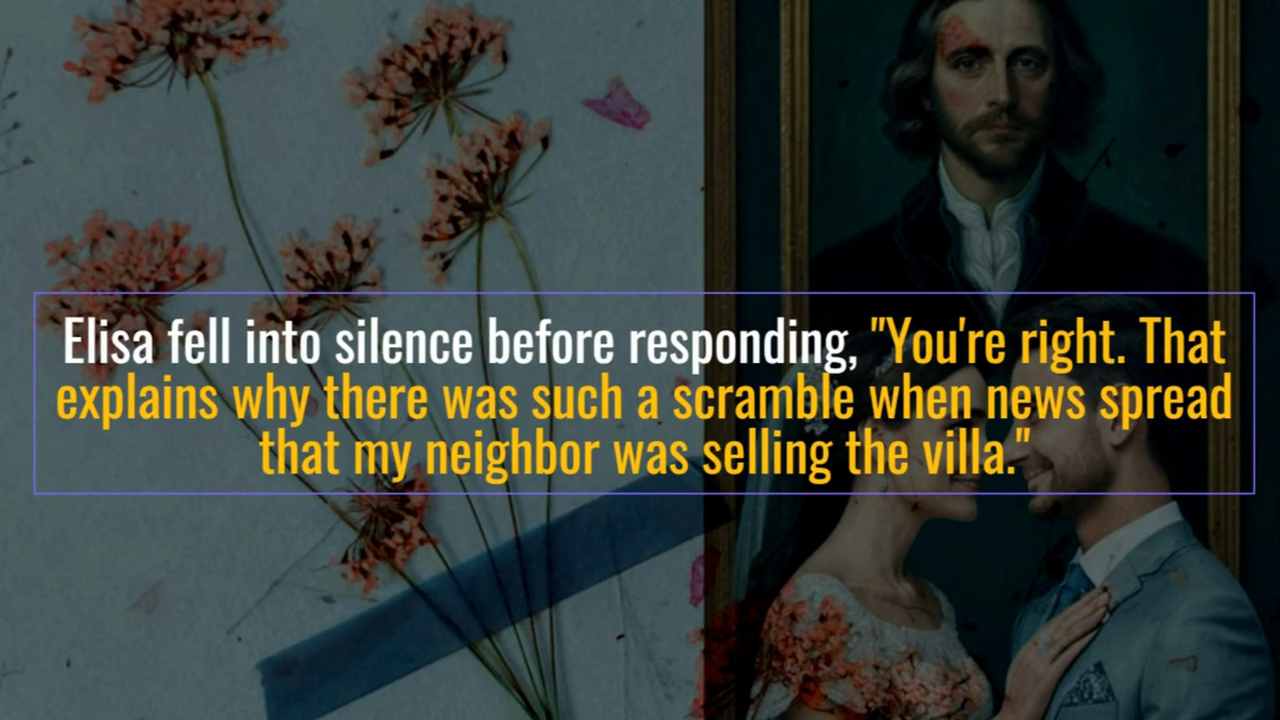 Elisa fell into silence before responding, "You're right. That
explains why there was such a scramble when news spread
that my neighbor was selling the villa."